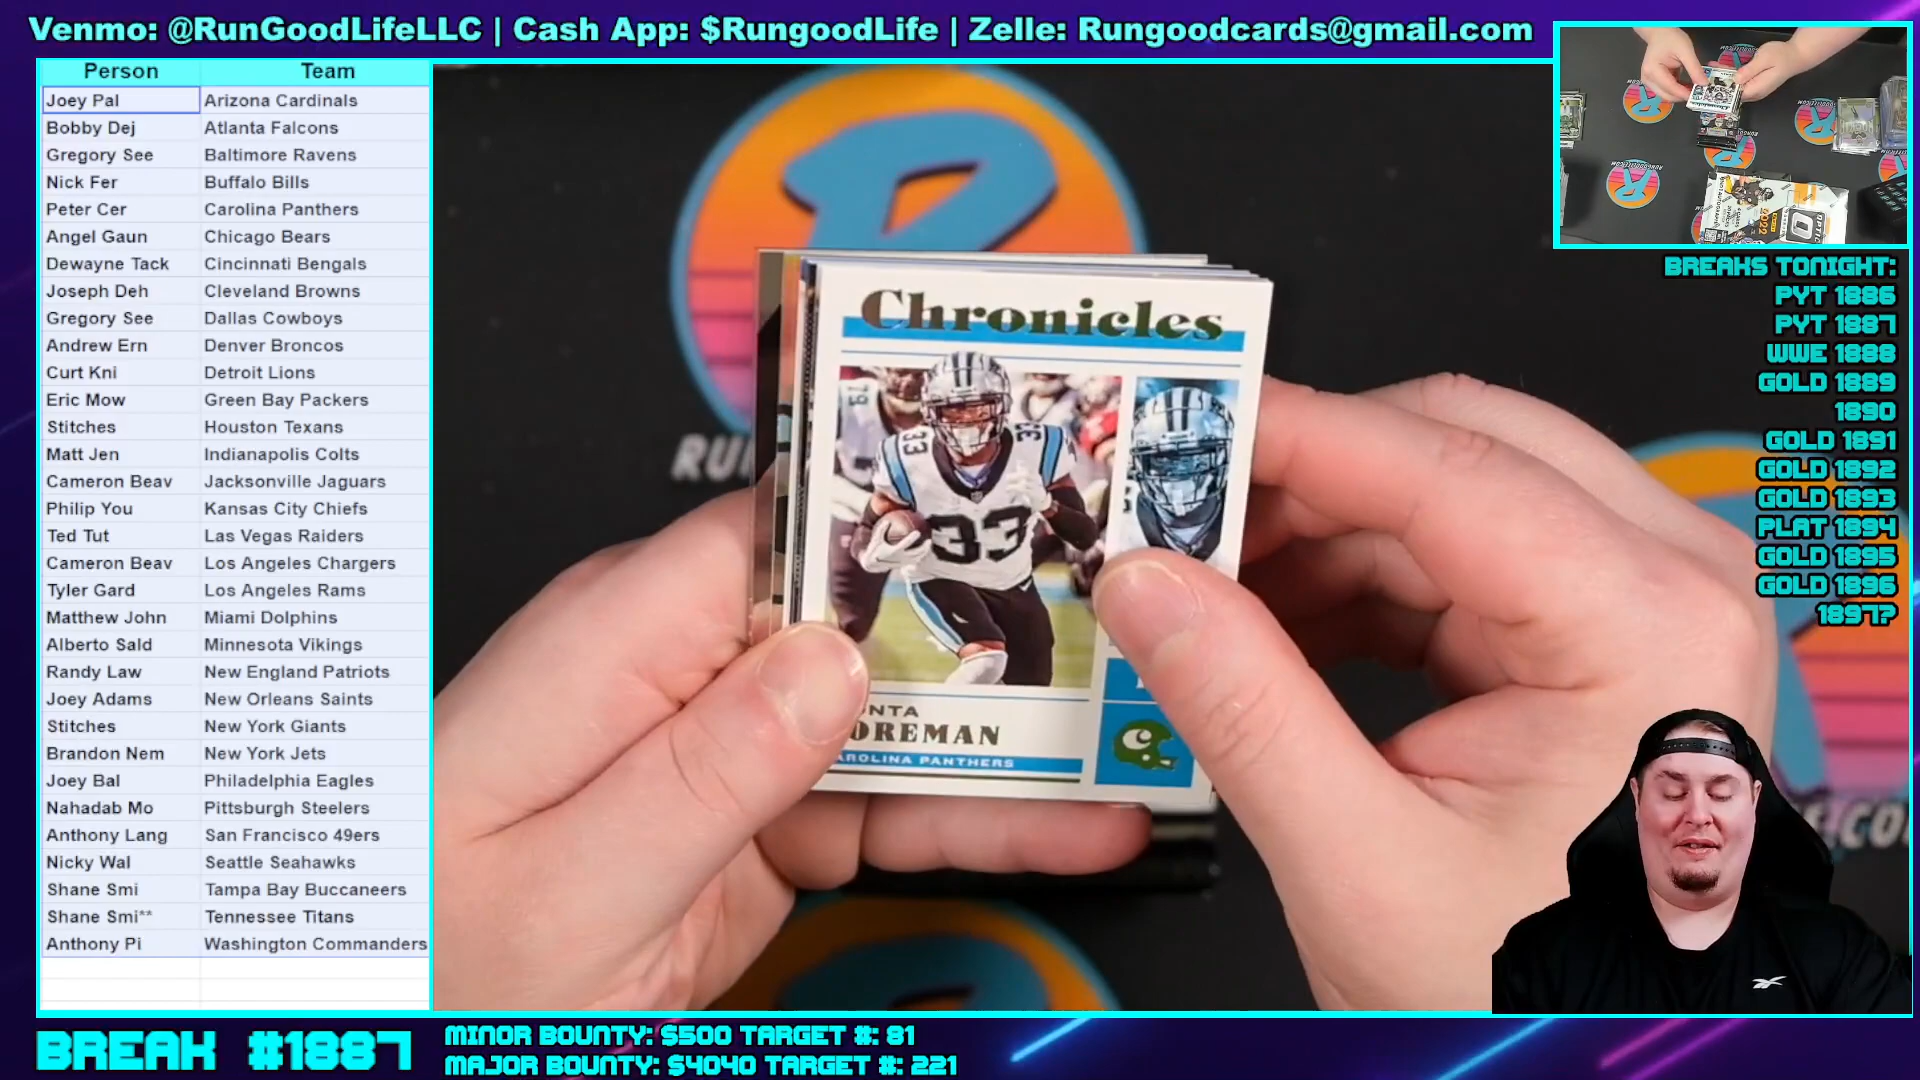 Venmo: @RunGoodLifeLLC | Cash App: $RungoodLife | Zelle: Rungoodcards@gmail.com
Person Team
Joey Pal Arizona Cardinals
Bobby Dej Atlanta Falcons
Gregory See Baltimore Ravens
Nick Fer Buffalo Bills
Peter Cer Carolina Panthers
Angel Gaun Chicago Bears
Dewayne Tack Cincinnati Bengals
Joseph Deh Cleveland Browns
Gregory See Dallas Cowboys
Andrew Ern Denver Broncos
Curt Kni Detroit Lions
Eric Mow Green Bay Packers
Stitches Houston Texans
Matt Jen Indianapolis Colts
Cameron Beav Jacksonville Jaguars
Philip You Kansas City Chiefs
Ted Tut Las Vegas Raiders
Cameron Beav Los Angeles Chargers
Tyler Gard Los Angeles Rams
Matthew John Miami Dolphins
Alberto Sald Minnesota Vikings
Randy Law New England Patriots
Joey Adams New Orleans Saints
Stitches New York Giants
Brandon Nem New York Jets
Joey Bal Philadelphia Eagles
Nahadab Mo Pittsburgh Steelers
Anthony Lang San Francisco 49ers
Nicky Wal Seattle Seahawks
Shane Smi Tampa Bay Buccaneers
Shane Smi** Tennessee Titans
Anthony Pi Washington Commanders
R
RU
Chronicles
33
33
33
NTA
OREMAN
AROLINA PANTHERS
C
BREAKS TONIGHT:
PYT 1886
PYT 1887
WWE 1888
GOLD 1889
1890
GOLD 1891
GOLD 1892
GOLD 1893
PLAT 1894
GOLD 1895
GOLD 1896
1897?
BREAK #1887
MINOR BOUNTY: $500 TARGET #: 81
MAJOR BOUNTY: $4040 TARGET #: 221